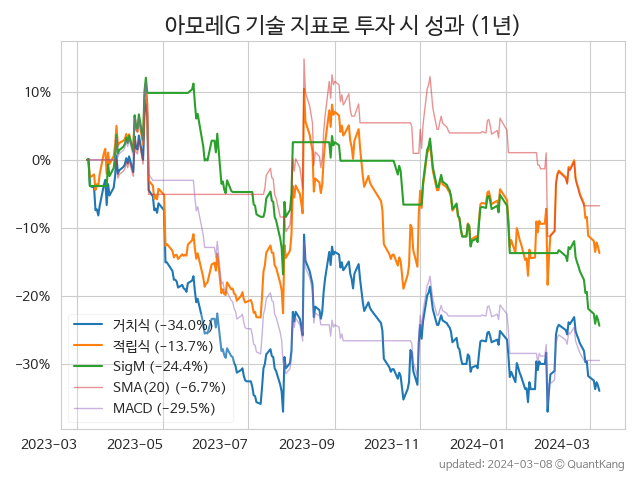 아모레G 기술 지표로 투자 시 성과 (1년)
10%
0%
−10%
−20%
−30%
거치식 (−34.0%)
적립식 (−13.7%)
SigM (−24.4%)
SMA(20) (−6.7%)
MACD (−29.5%)
2023−03 2023−05 2023−07 2023−09 2023−11 2024−01 2024−03
updated: 2024−03−08 ⓒ QuantKang